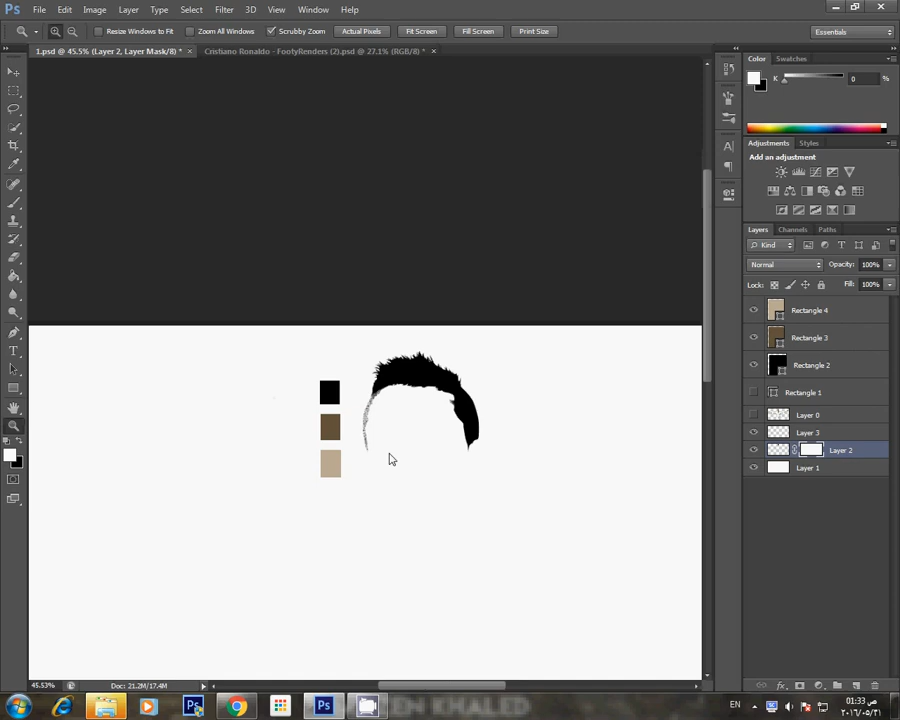 Ps File Edit Image Layer Type Select Filter 3D View Window Help
Resize Windows to Fit Zoom All Windows Scrubby Zoom Actual Pixels Fit Screen Fill Screen Print Size Essentials
1.psd @ 45.5% (Layer 2, Layer Mask/8) * × Cristiano Ronaldo - FootyRenders (2).psd @ 27.1% (RGB/8) * ×
Color Swatches
K 0 %
Adjustments Styles
Add an adjustment
Layers Channels Paths
Kind
Normal Opacity: 100%
Lock: Fill: 100%
Rectangle 4
Rectangle 3
Rectangle 2
Rectangle 1
Layer 0
Layer 3
Layer 2
Layer 1
45.53% Doc: 21.2M/17.4M
EN 01:33 ص
٢٠١٦/٠٥/٢١